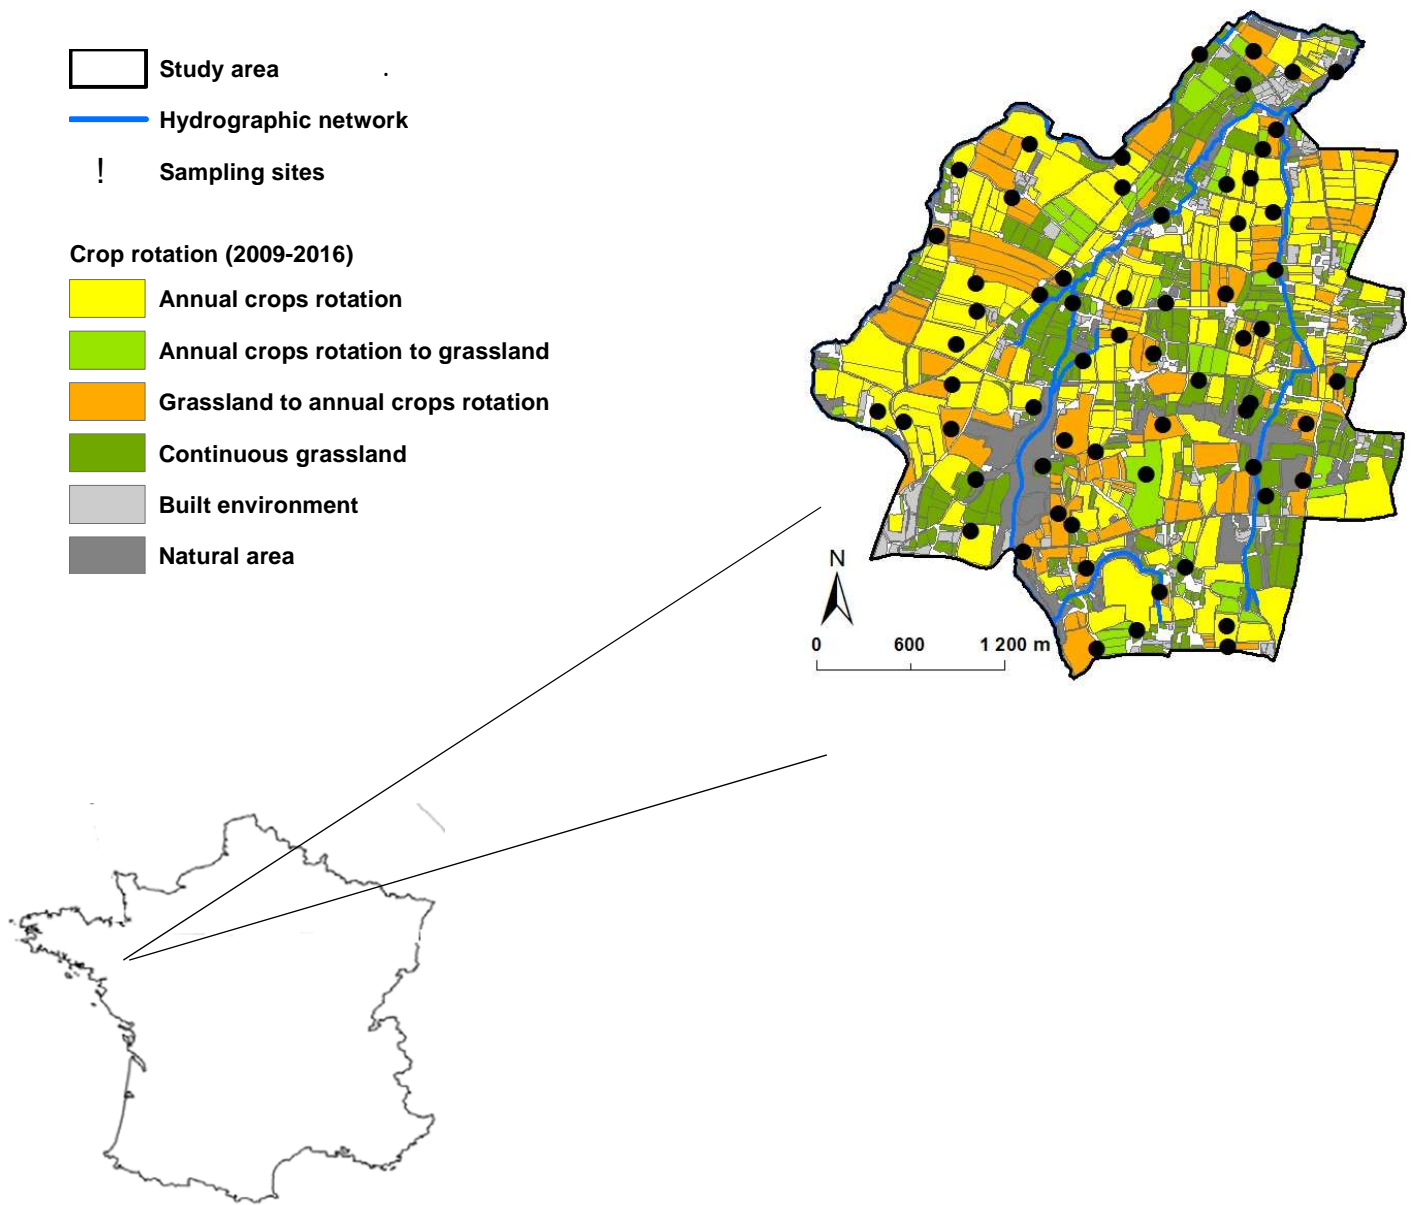 Study area
.
Hydrographic network
! Sampling sites
Crop rotation (2009-2016)
Annual crops rotation
Annual crops rotation to grassland
Grassland to annual crops rotation
Continuous grassland
Built environment
Natural area
N
0 600 1 200 m